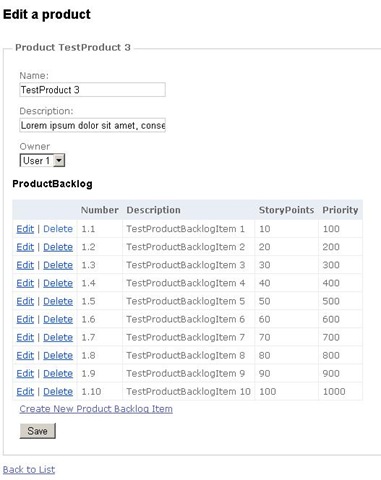 Edit a product
Product TestProduct 3
Name:
TestProduct 3
Description:
Lorem ipsum dolor sit amet, conse
Owner
User 1
ProductBacklog
Number Description StoryPoints Priority
Edit | Delete 1.1 TestProductBacklogItem 1 10 100
Edit | Delete 1.2 TestProductBacklogItem 2 20 200
Edit | Delete 1.3 TestProductBacklogItem 3 30 300
Edit | Delete 1.4 TestProductBacklogItem 4 40 400
Edit | Delete 1.5 TestProductBacklogItem 5 50 500
Edit | Delete 1.6 TestProductBacklogItem 6 60 600
Edit | Delete 1.7 TestProductBacklogItem 7 70 700
Edit | Delete 1.8 TestProductBacklogItem 8 80 800
Edit | Delete 1.9 TestProductBacklogItem 9 90 900
Edit | Delete 1.10 TestProductBacklogItem 10 100 1000
Create New Product Backlog Item
Save
Back to List